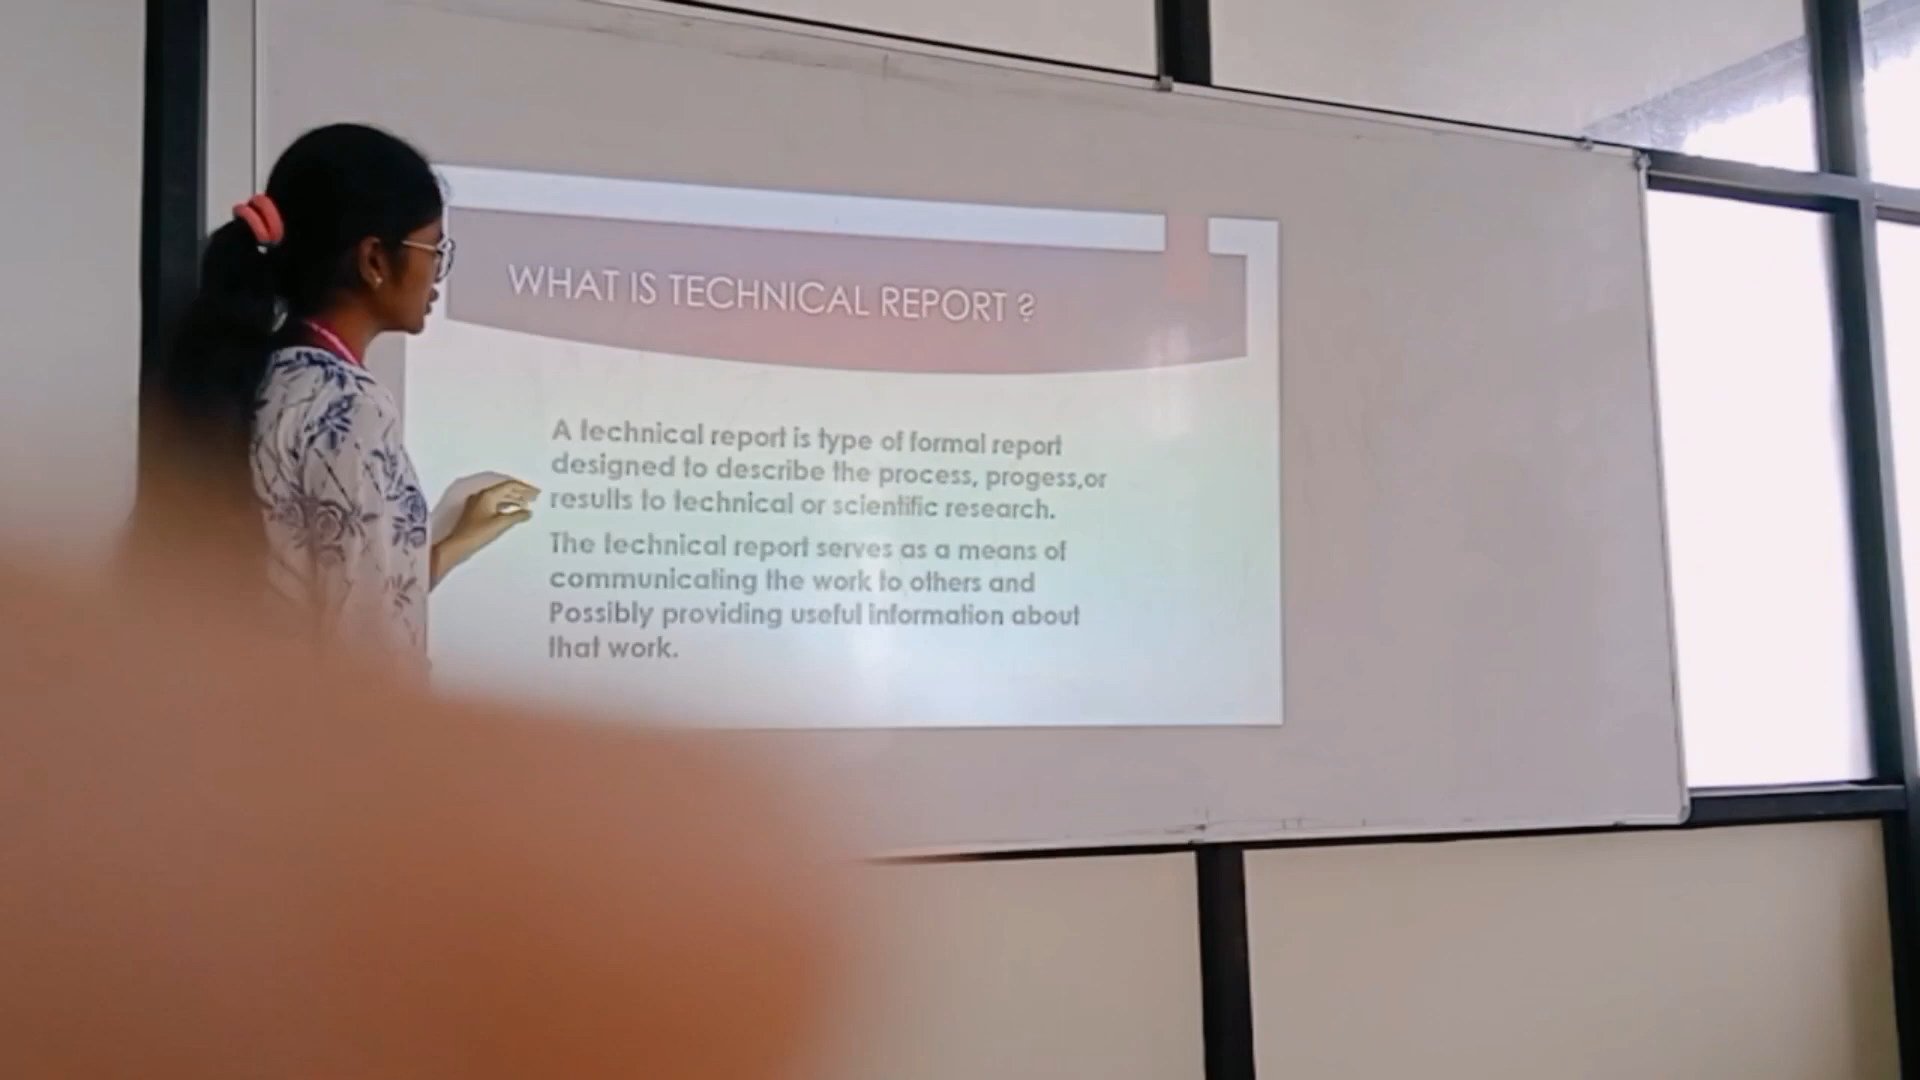 WHAT IS TECHNICAL REPORT ?
A technical report is type of formal report
designed to describe the process, progess,or
results to technical or scientific research.
The technical report serves as a means of
communicating the work to others and
Possibly providing useful information about
that work.